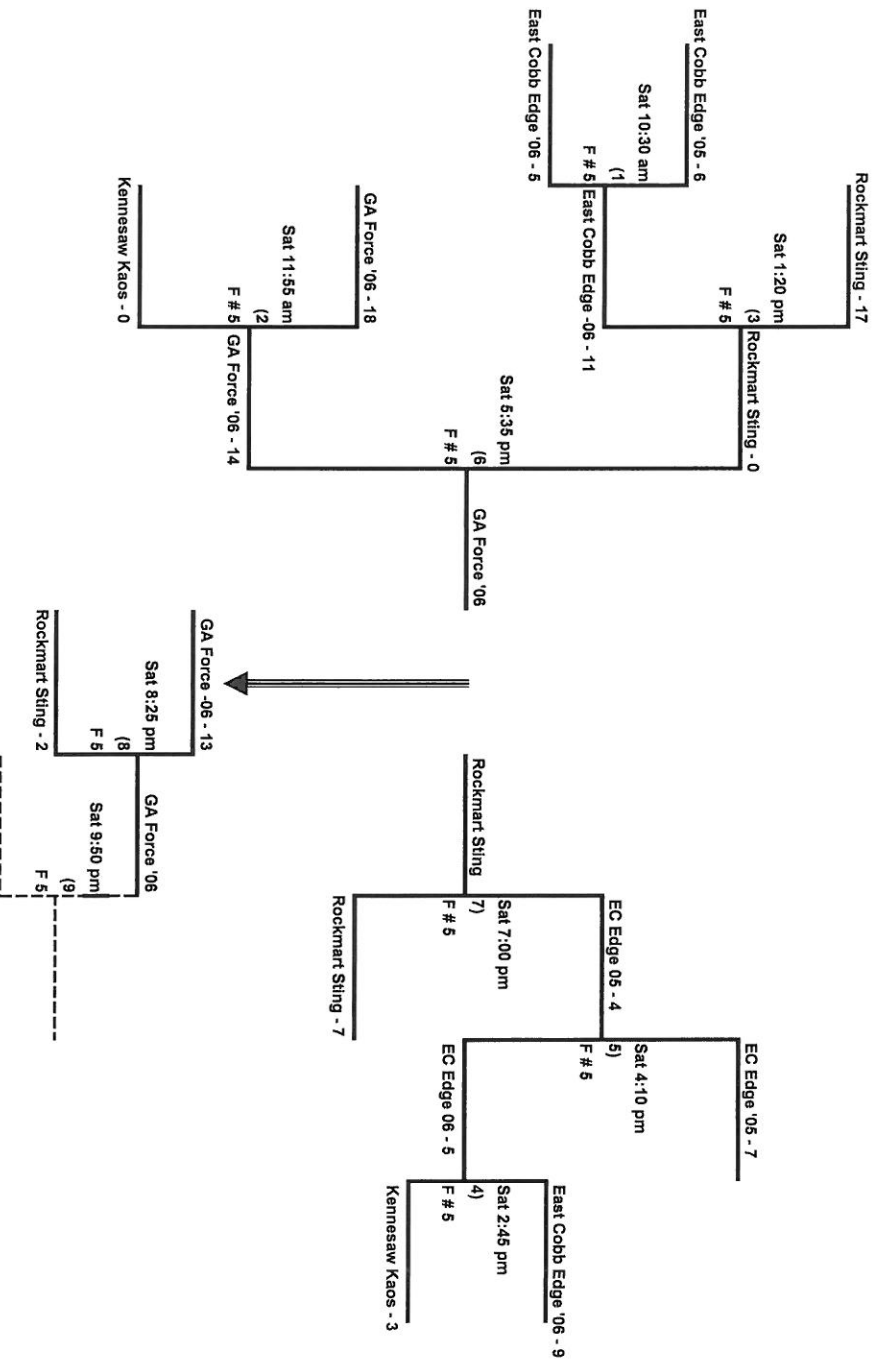 Rockmart Sting - 17
Sat 1:20 pm
(3
F # 5
Rockmart Sting - 0
East Cobb Edge '05 - 6
Sat 10:30 am
(1
F # 5
East Cobb Edge '06 - 5
East Cobb Edge -06 - 11
Sat 5:35 pm
(6
F # 5
GA Force '06
GA Force '06 - 18
Sat 11:55 am
(2
F # 5
Kennesaw Kaos - 0
GA Force '06 - 14
EC Edge '05 - 7
Sat 4:10 pm
5)
F # 5
EC Edge 05 - 4
East Cobb Edge '06 - 9
Sat 2:45 pm
4)
F # 5
Kennesaw Kaos - 3
EC Edge 06 - 5
Sat 7:00 pm
7)
F # 5
Rockmart Sting
Rockmart Sting - 7
GA Force -06 - 13
Sat 8:25 pm
(8
F 5
Rockmart Sting - 2
GA Force '06
Sat 9:50 pm
(9
F 5